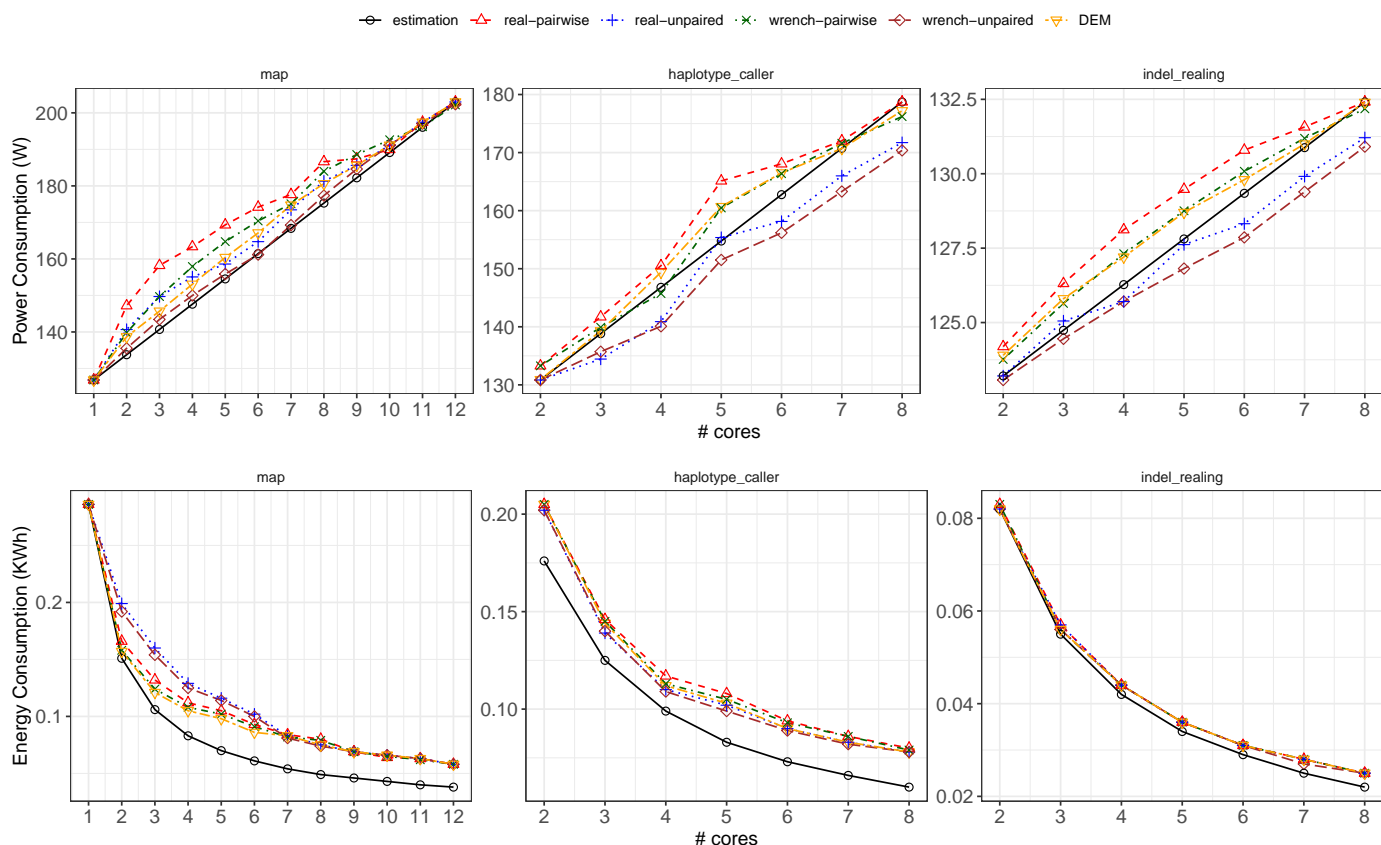 estimation real-pairwise real-unpaired wrench-pairwise wrench-unpaired DEM
map haplotype_caller indel_realing
Power Consumption (W)
200
180
160
140
1 2 3 4 5 6 7 8 9 10 11 12
180
170
160
150
140
130
2 3 4 5 6 7 8
132.5
130.0
127.5
125.0
2 3 4 5 6 7 8
# cores
map haplotype_caller indel_realing
Energy Consumption (KWh)
0.2
0.1
1 2 3 4 5 6 7 8 9 10 11 12
0.20
0.15
0.10
2 3 4 5 6 7 8
0.08
0.06
0.04
0.02
2 3 4 5 6 7 8
# cores